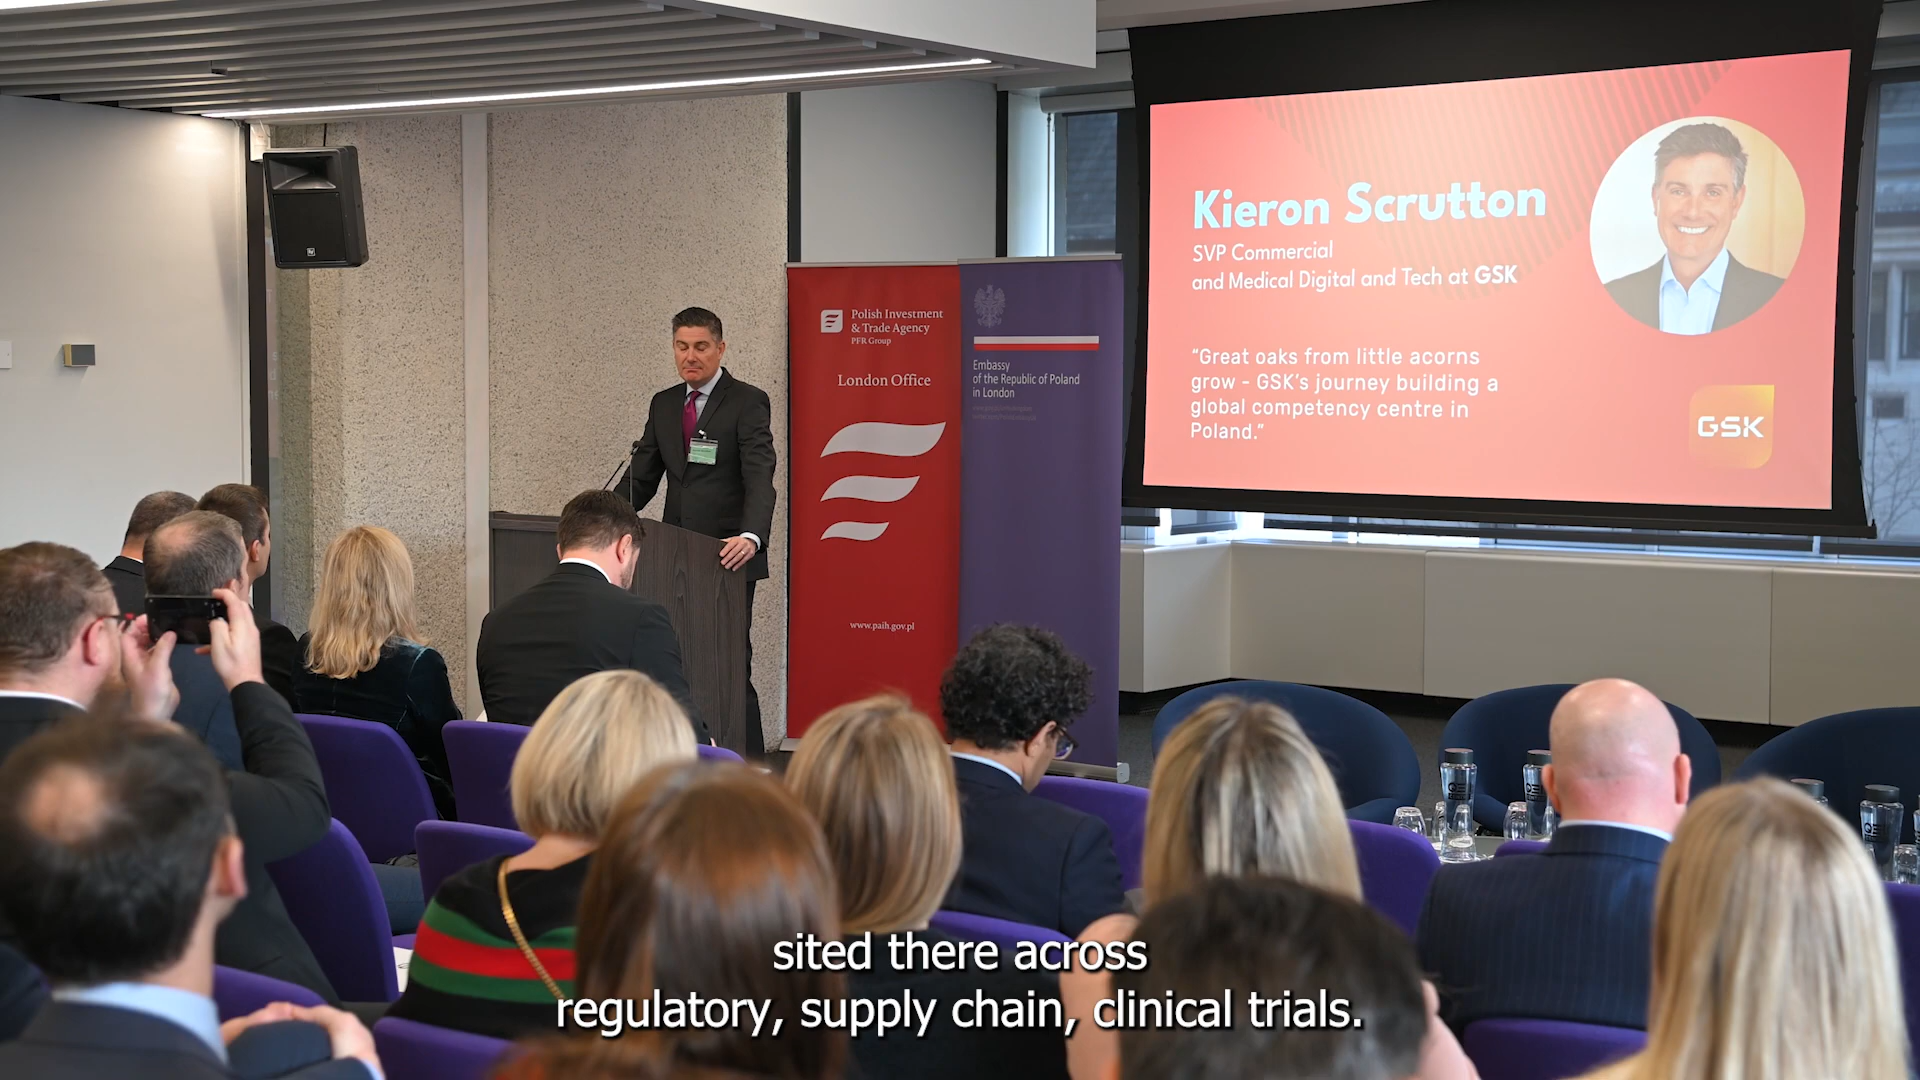 Kieron Scrutton
SVP Commercial
and Medical Digital and Tech at GSK
“Great oaks from little acorns
grow - GSK’s journey building a
global competency centre in
Poland.”
GSK
Polish Investment
& Trade Agency
PFR Group
London Office
www.paih.gov.pl
Embassy
of the Republic of Poland
in London
sited there across
regulatory, supply chain, clinical trials.